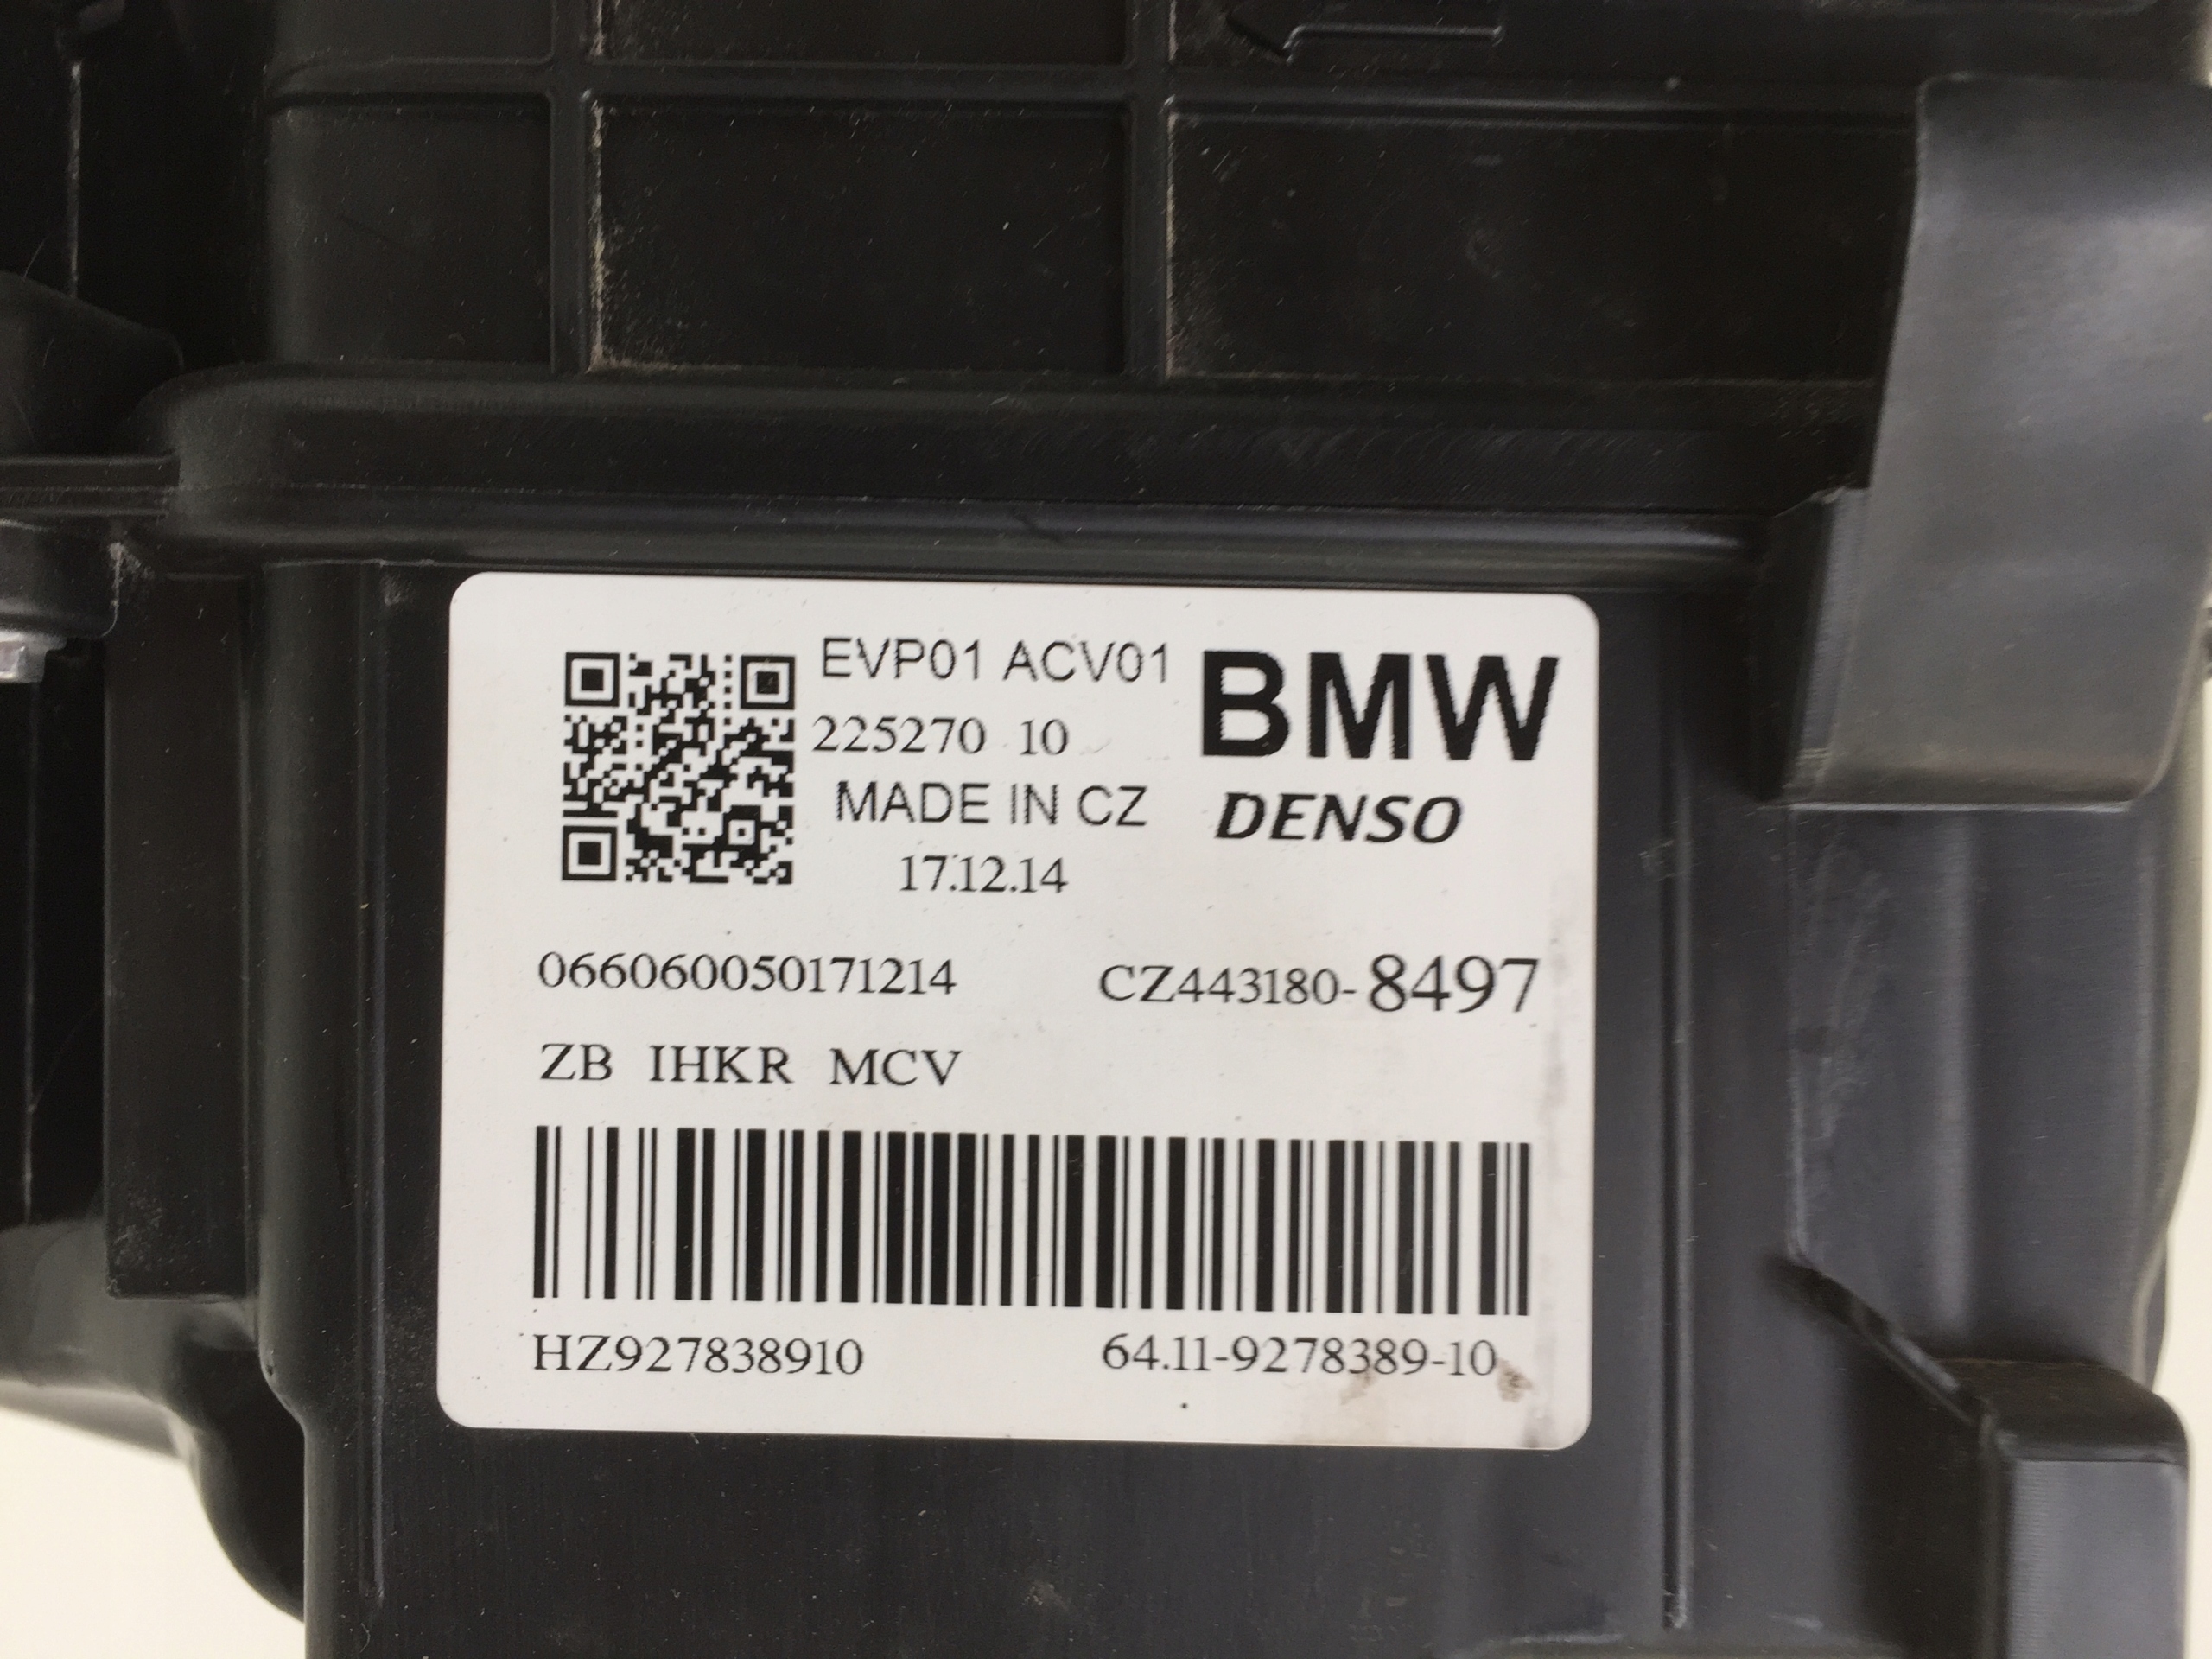 EVP01 ACV01
BMW
225270 10
MADE IN CZ
DENSO
17.12.14
066060050171214
CZ443180-8497
ZB IHKR MCV
HZ927838910
64.11-9278389-10